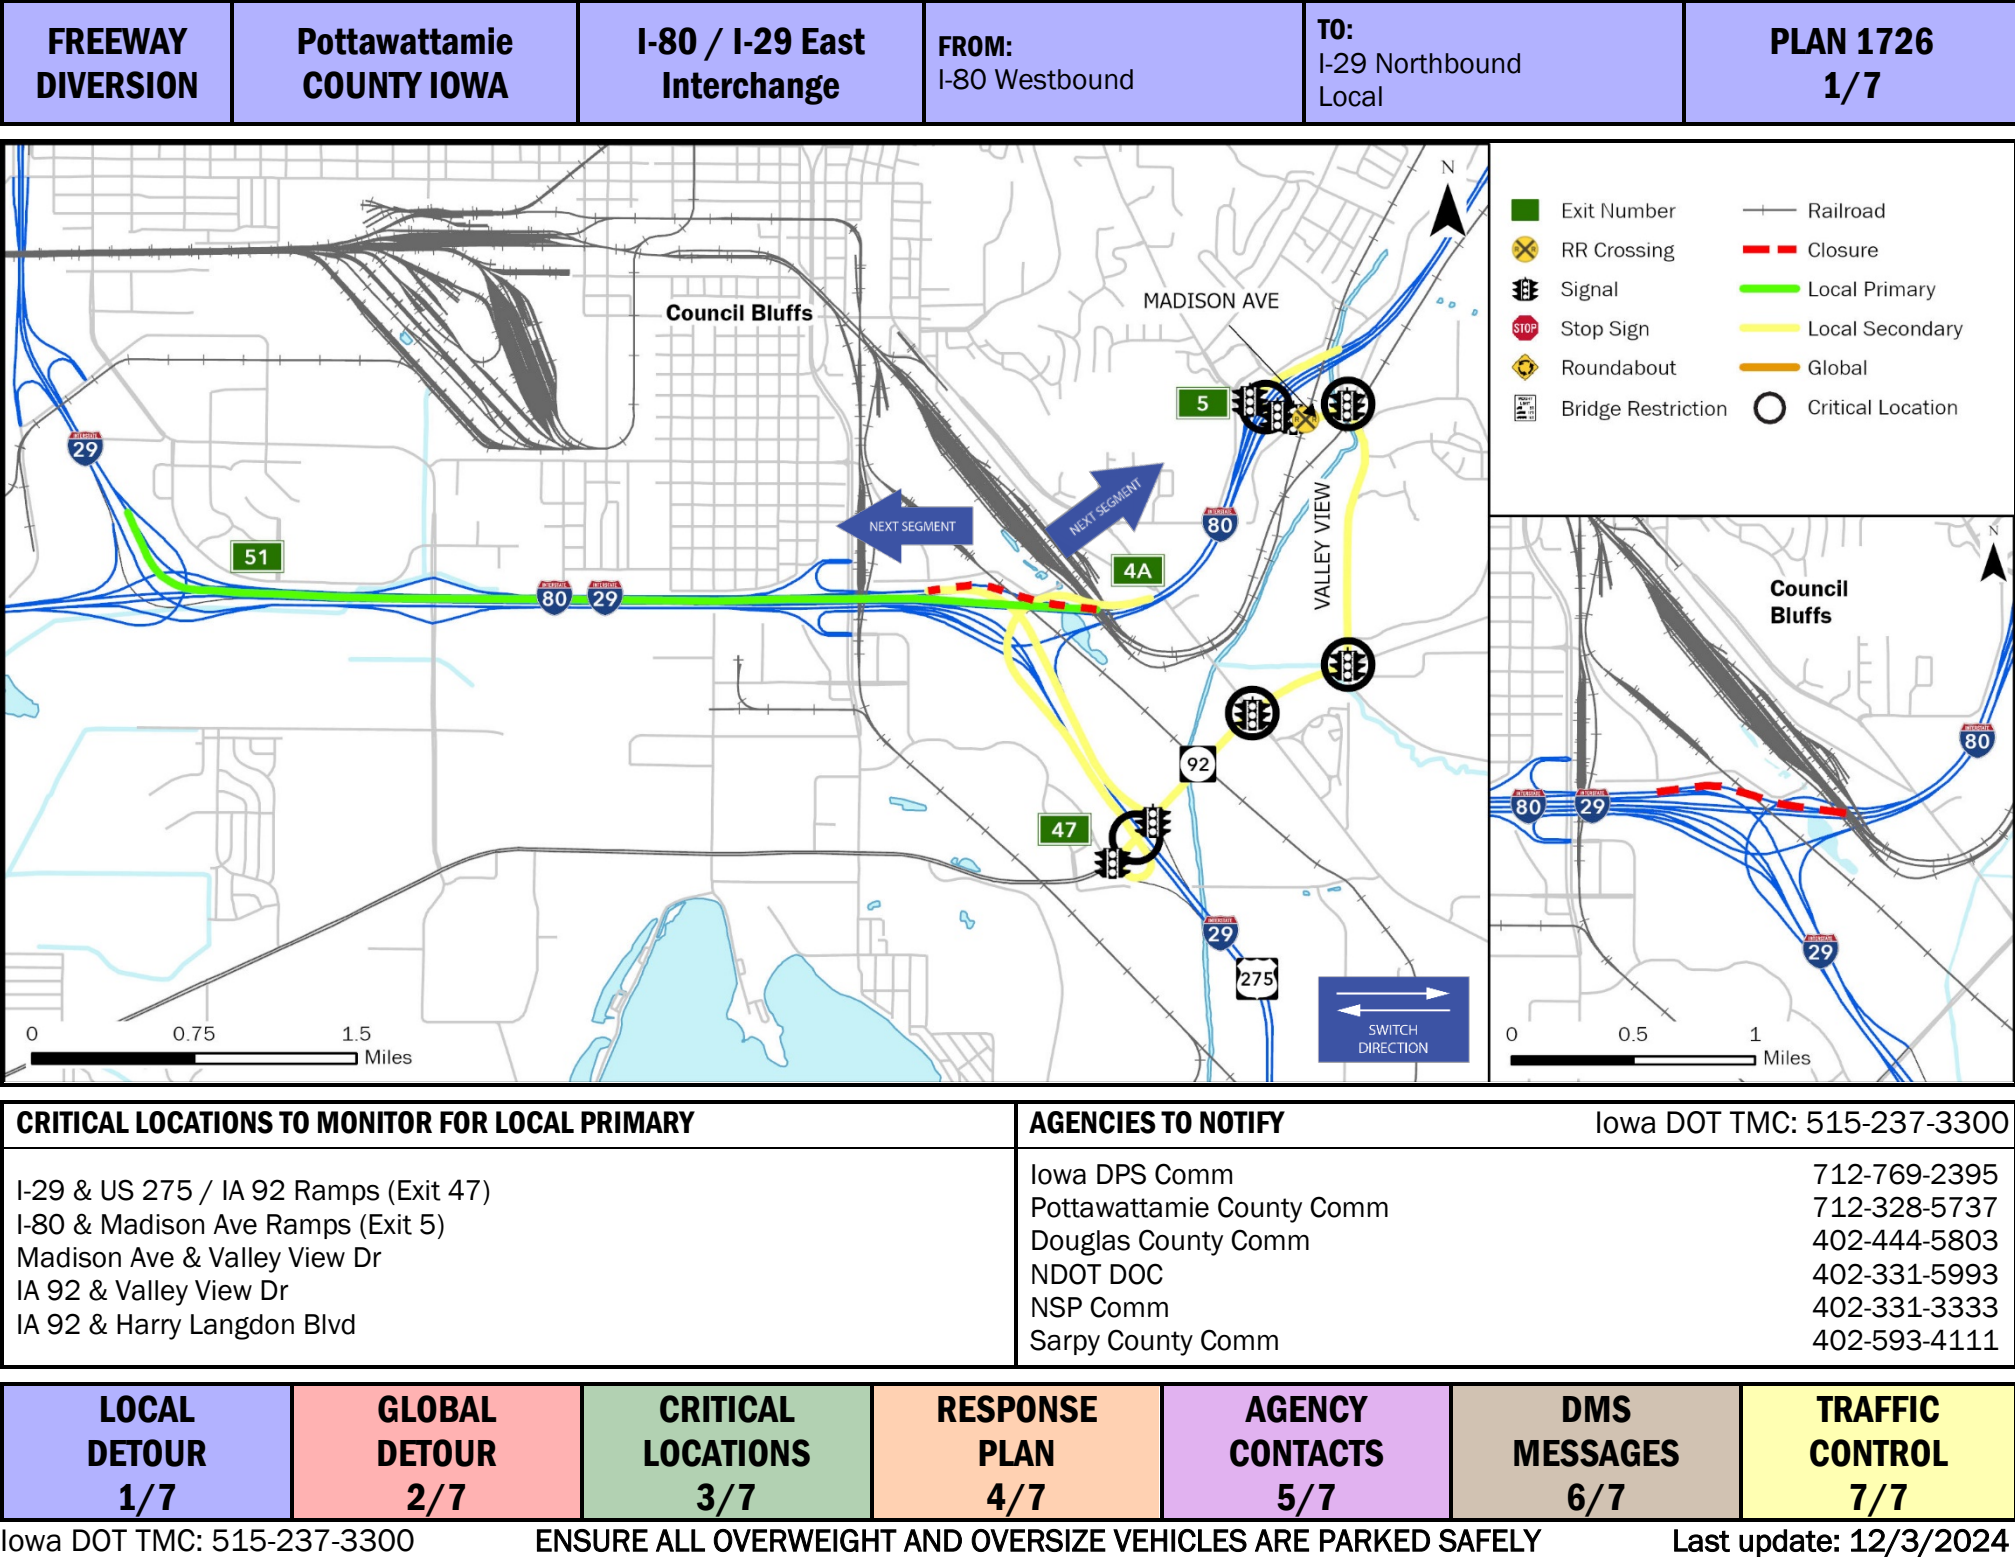 FREEWAY
DIVERSION
Pottawattamie
COUNTY IOWA
I-80 / I-29 East
Interchange
FROM:
I-80 Westbound
TO:
I-29 Northbound
Local
PLAN 1726
1/7
N
MADISON AVE
Council Bluffs
5
29
NEXT SEGMENT
NEXT SEGMENT
80
VALLEY VIEW
51
4A
80
29
92
47
29
275
SWITCH
DIRECTION
0
0.75
1.5
Miles
Exit Number
RR Crossing
Signal
STOP
Stop Sign
Roundabout
Bridge Restriction
Railroad
Closure
Local Primary
Local Secondary
Global
Critical Location
N
Council
Bluffs
80
80
29
29
0
0.5
1
Miles
CRITICAL LOCATIONS TO MONITOR FOR LOCAL PRIMARY
I-29 & US 275 / IA 92 Ramps (Exit 47)
I-80 & Madison Ave Ramps (Exit 5)
Madison Ave & Valley View Dr
IA 92 & Valley View Dr
IA 92 & Harry Langdon Blvd
AGENCIES TO NOTIFY Iowa DOT TMC: 515-237-3300
Iowa DPS Comm 712-769-2395
Pottawattamie County Comm 712-328-5737
Douglas County Comm 402-444-5803
NDOT DOC 402-331-5993
NSP Comm 402-331-3333
Sarpy County Comm 402-593-4111
LOCAL
DETOUR
1/7
GLOBAL
DETOUR
2/7
CRITICAL
LOCATIONS
3/7
RESPONSE
PLAN
4/7
AGENCY
CONTACTS
5/7
DMS
MESSAGES
6/7
TRAFFIC
CONTROL
7/7
Iowa DOT TMC: 515-237-3300 ENSURE ALL OVERWEIGHT AND OVERSIZE VEHICLES ARE PARKED SAFELY Last update: 12/3/2024